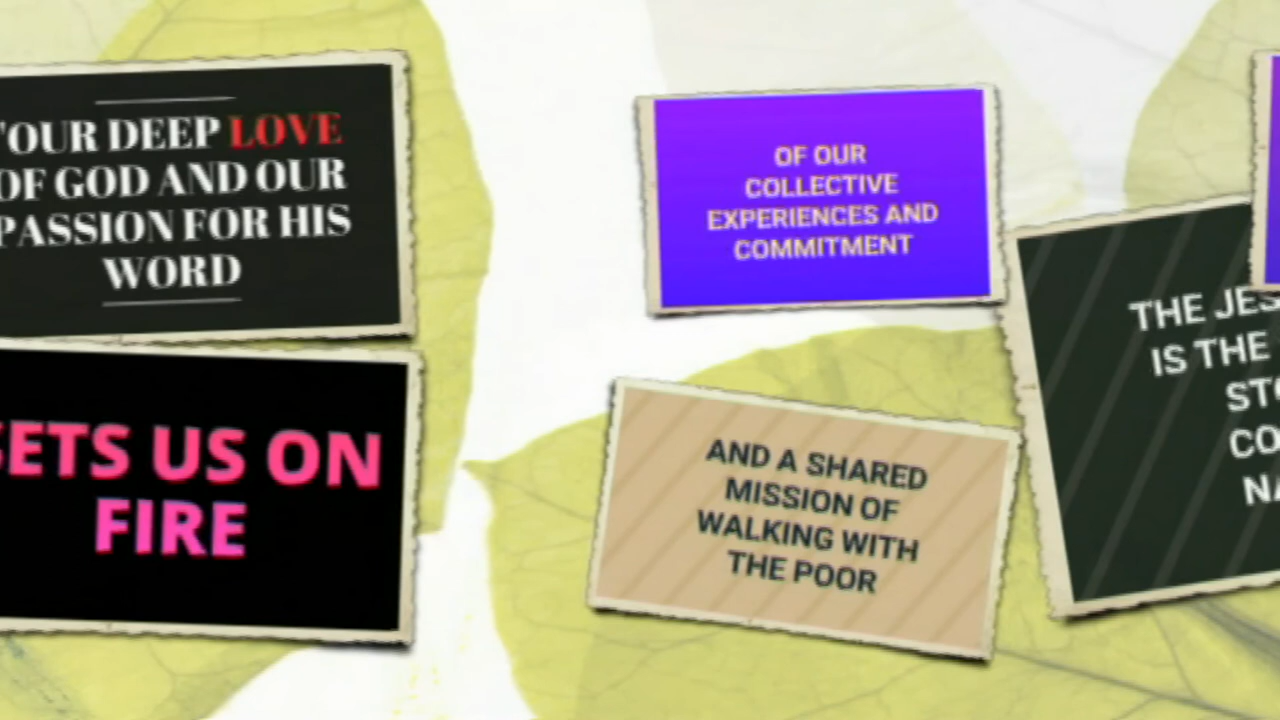 'OUR DEEP LOVE
OF GOD AND OUR
PASSION FOR HIS
WORD
SETS US ON
FIRE
OF OUR
COLLECTIVE
EXPERIENCES AND
COMMITMENT
AND A SHARED
MISSION OF
WALKING WITH
THE POOR
THE
IS THE